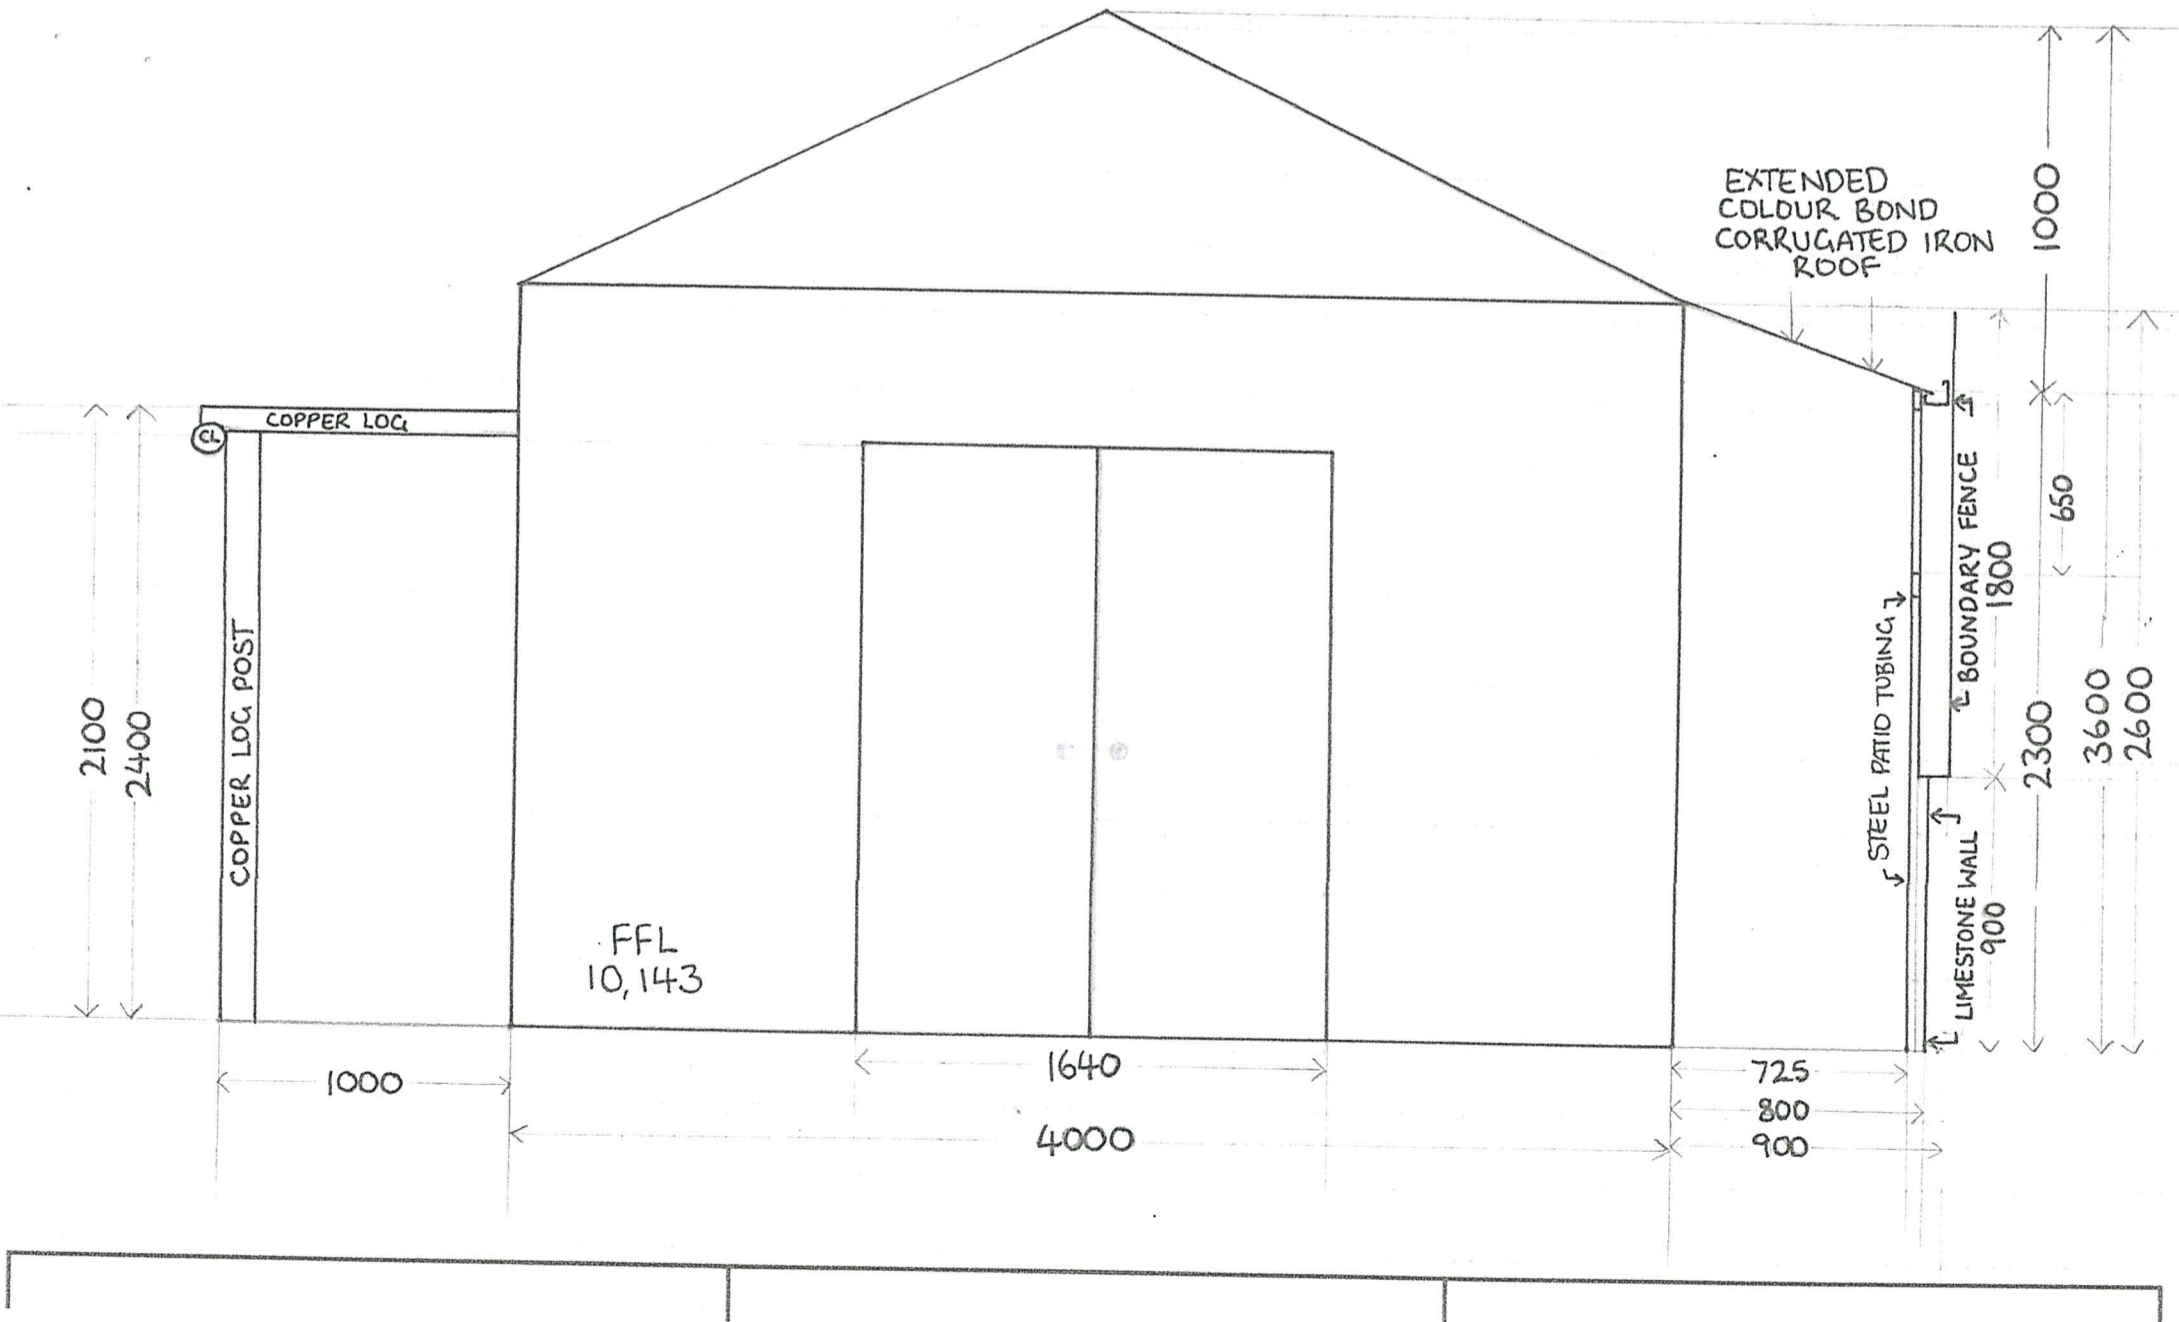 EXTENDED
COLOUR BOND
CORRUGATED IRON
ROOF
1000
COPPER LOG
CL
COPPER LOG POST
2100
2400
FFL
10,143
STEEL PATIO TUBING
BOUNDARY FENCE
1800
650
LIMESTONE WALL
900
2300
3600
2600
1000
1640
4000
725
800
900